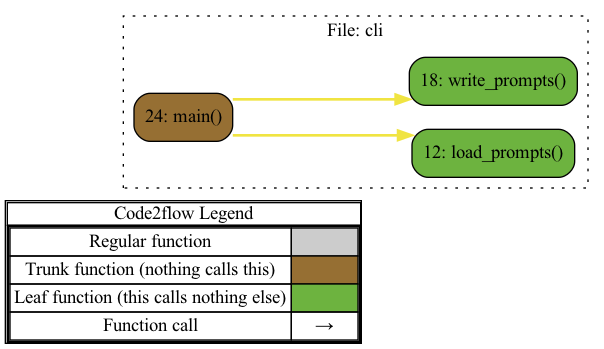 File: cli
18: write_prompts()
24: main()
12: load_prompts()
Code2flow Legend
Regular function
Trunk function (nothing calls this)
Leaf function (this calls nothing else)
Function call →